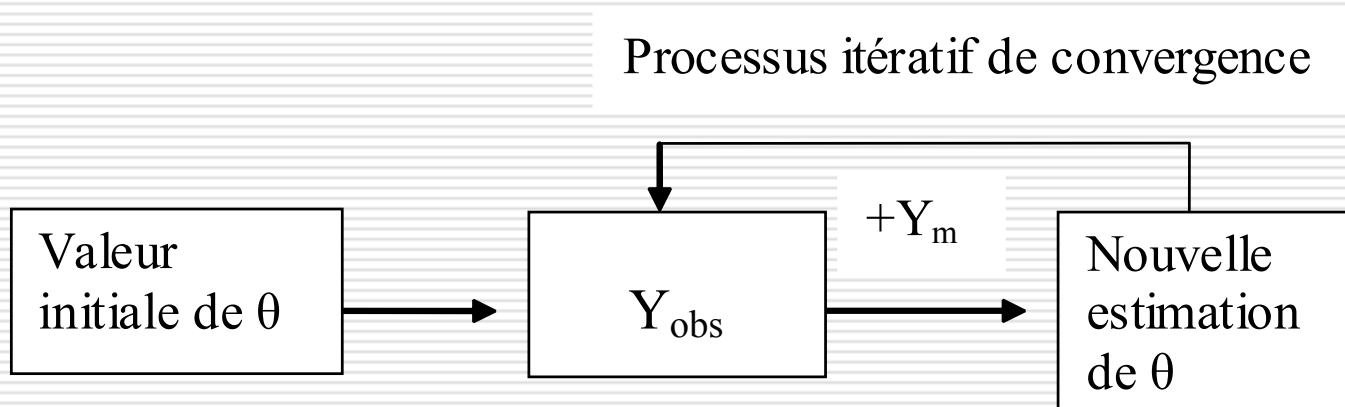 Processus itératif de convergence
Valeur
initiale de θ
Y_obs
+Y_m
Nouvelle
estimation
de θ